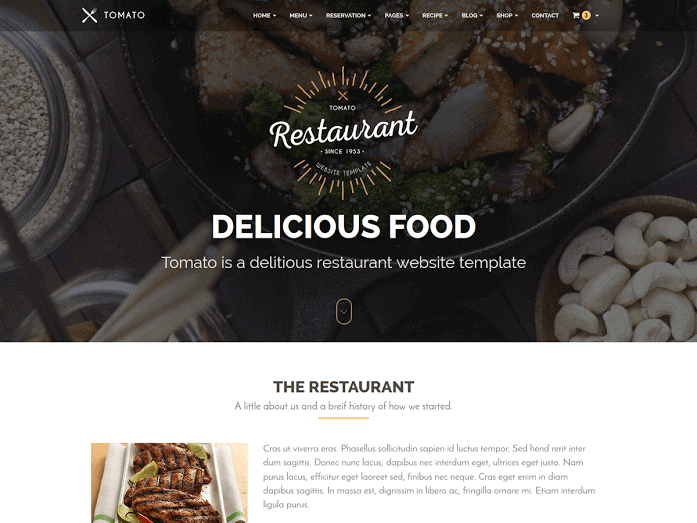 TOMATO
HOME MENU RESERVATION PAGES RECIPE BLOG SHOP CONTACT 3
TOMATO
Restaurant
· SINCE 1953 ·
WEBSITE TEMPLATE
DELICIOUS FOOD
Tomato is a delitious restaurant website template
THE RESTAURANT
A little about us and a breif history of how we started.
Cras ut viverra eros. Phasellus sollicitudin sapien id luctus tempor. Sed hend rerit inter
dum sagittis. Donec nunc lacus, dapibus nec interdum eget, ultrices eget justo. Nam
purus lacus, efficitur eget laoreet sed, finibus nec neque. Cras eget enim in diam
dapibus sagittis. In massa est, dignissim in libero ac, fringilla ornare mi. Etiam interdum
ligula purus.